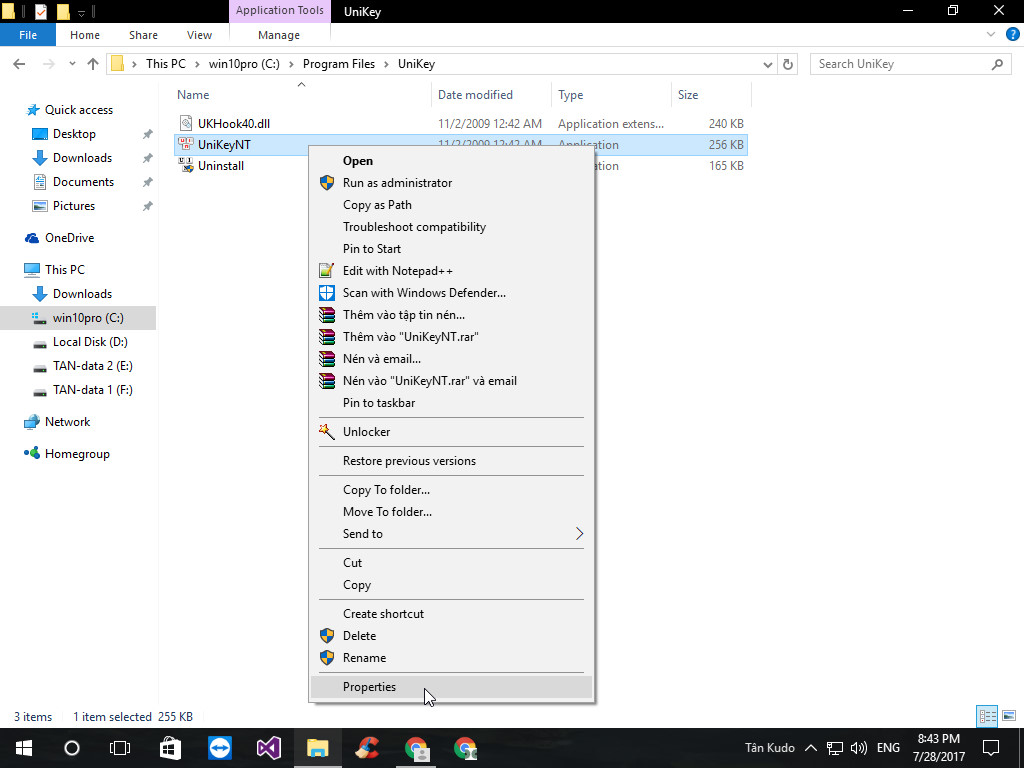 Application Tools
UniKey
File
Home
Share
View
Manage
This PC
win10pro (C:)
Program Files
UniKey
Search UniKey
Name
Date modified
Type
Size
UKHook40.dll
11/2/2009 12:42 AM
Application extens...
240 KB
UniKeyNT
11/2/2009 12:42 AM
Application
256 KB
Uninstall
165 KB
Quick access
Desktop
Downloads
Documents
Pictures
OneDrive
This PC
Downloads
win10pro (C:)
Local Disk (D:)
TAN-data 2 (E:)
TAN-data 1 (F:)
Network
Homegroup
Open
Run as administrator
Copy as Path
Troubleshoot compatibility
Pin to Start
Edit with Notepad++
Scan with Windows Defender...
Thêm vào tập tin nén...
Thêm vào "UniKeyNT.rar"
Nén và email...
Nén vào "UniKeyNT.rar" và email
Pin to taskbar
Unlocker
Restore previous versions
Copy To folder...
Move To folder...
Send to
Cut
Copy
Create shortcut
Delete
Rename
Properties
3 items
1 item selected 255 KB
Tân Kudo
ENG
8:43 PM
7/28/2017